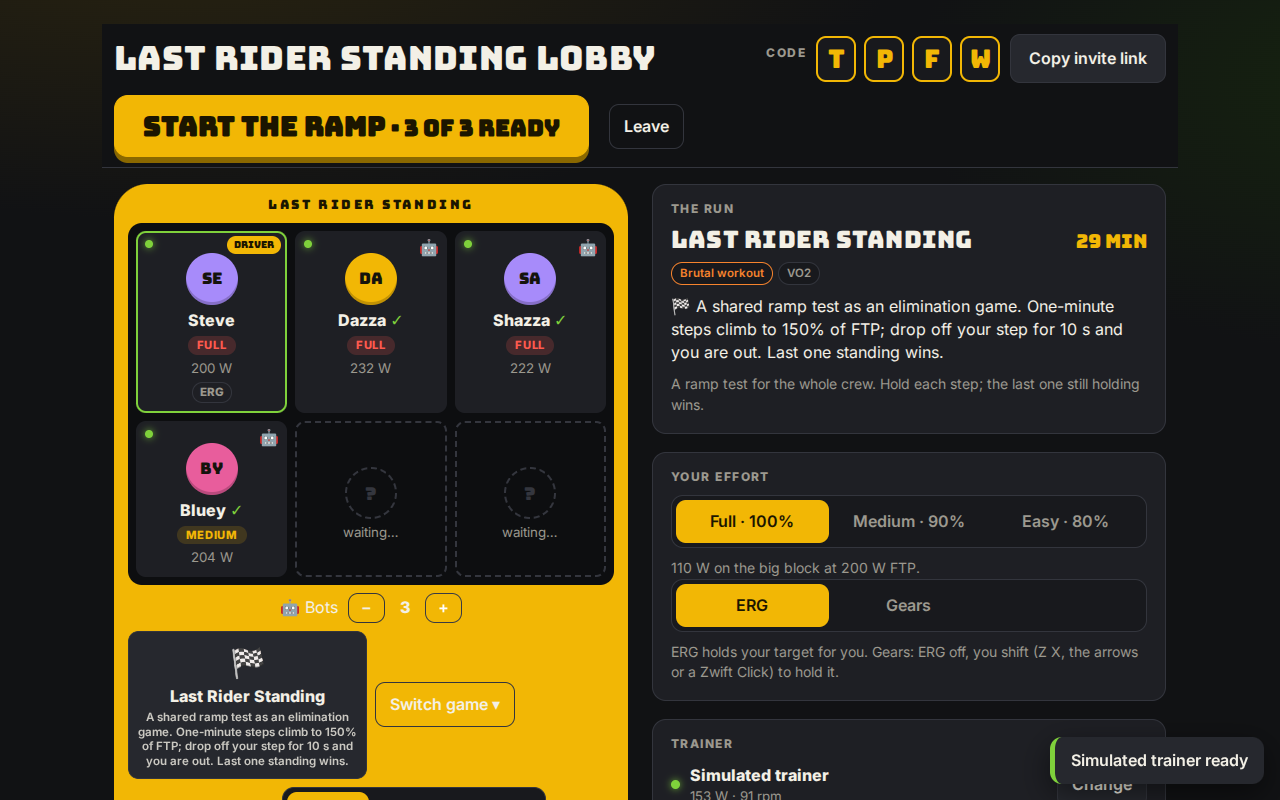 LAST RIDER STANDING LOBBY
CODE T P F W
Copy invite link
START THE RAMP · 3 OF 3 READY
Leave
LAST RIDER STANDING
DRIVER
SE
Steve
FULL
200 W
ERG
DA
Dazza ✓
FULL
232 W
SA
Shazza ✓
FULL
222 W
BY
Bluey ✓
MEDIUM
204 W
?
waiting…
?
waiting…
Bots − 3 +
Last Rider Standing
A shared ramp test as an elimination
game. One-minute steps climb to 150%
of FTP; drop off your step for 10 s and
you are out. Last one standing wins.
Switch game ▾
THE RUN
LAST RIDER STANDING
29 MIN
Brutal workout
VO2
A shared ramp test as an elimination game. One-minute
steps climb to 150% of FTP; drop off your step for 10 s and
you are out. Last one standing wins.
A ramp test for the whole crew. Hold each step; the last one still holding
wins.
YOUR EFFORT
Full · 100%
Medium · 90%
Easy · 80%
110 W on the big block at 200 W FTP.
ERG
Gears
ERG holds your target for you. Gears: ERG off, you shift (Z X, the arrows
or a Zwift Click) to hold it.
TRAINER
Simulated trainer
153 W · 91 rpm
Change
Simulated trainer ready